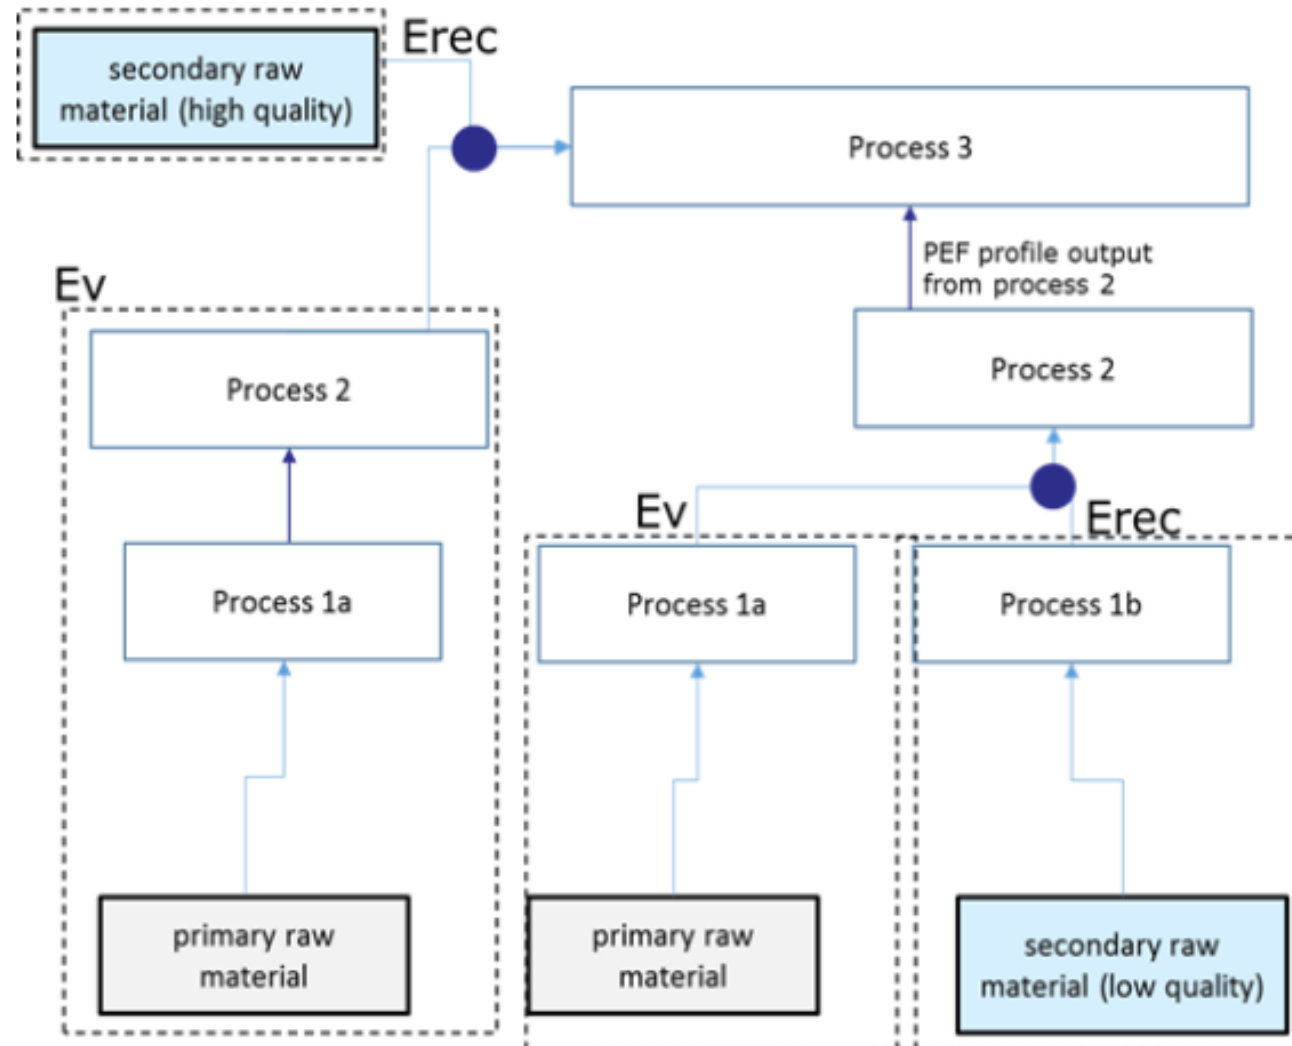 Erec
secondary raw
material (high quality)
Process 3
PEF profile output
from process 2
Ev
Process 2
Process 2
Ev
Erec
Process 1a
Process 1a
Process 1b
primary raw
material
primary raw
material
secondary raw
material (low quality)